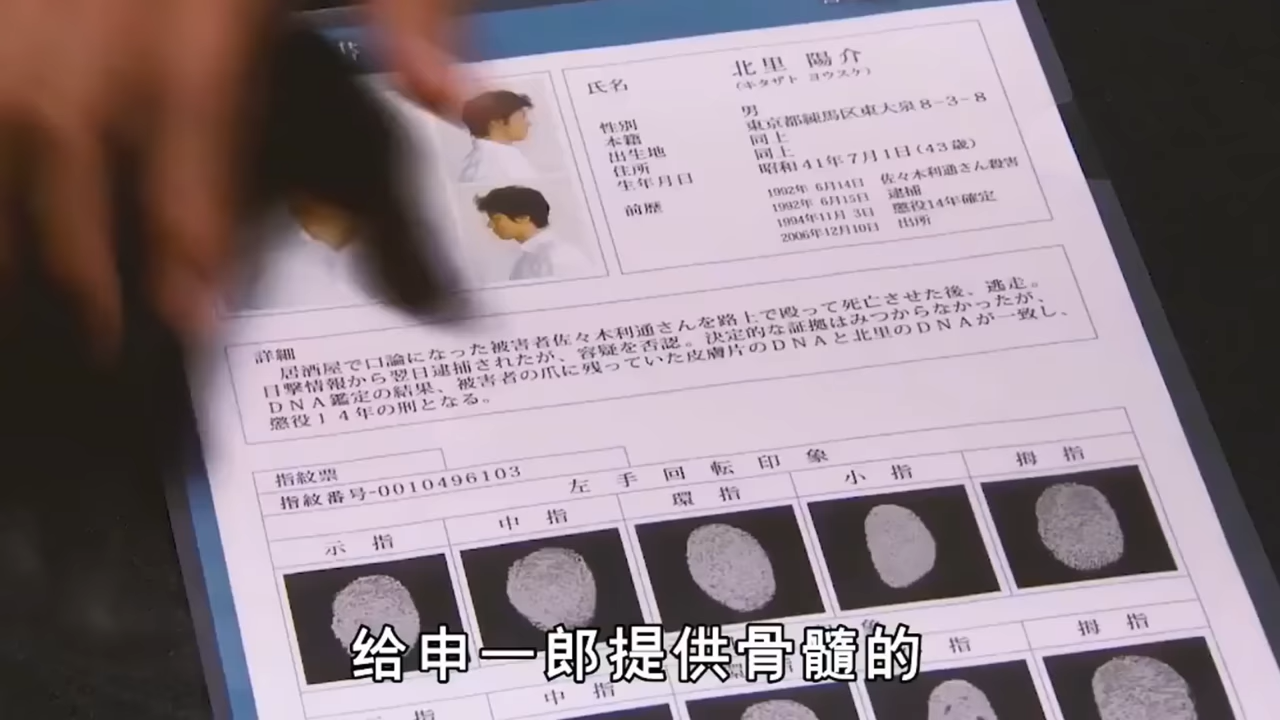 氏名 北里 陽介
(キタザト ヨウスケ)
性別 男
本籍 東京都練馬区東大泉8-3-8
出生地 同上
住所 同上
生年月日 昭和41年7月1日(43歳)
前歴 1992年 6月14日 佐々木利通さん殺害
1992年 6月15日 逮捕
1994年11月 3日 懲役14年確定
2006年12月10日 出所
詳細
居酒屋で口論になった被害者佐々木利通さんを路上で殴って死亡させた後、逃走。
目撃情報から翌日逮捕されたが、容疑を否認。決定的な証拠はみつからなかったが、
DNA鑑定の結果、被害者の爪に残っていた皮膚片のDNAと北里のDNAが一致し、
懲役14年の刑となる。
指紋票
指紋番号-0010496103
左手回転印象
示指 中指 環指 小指 拇指
象
指 中指 環指 指 拇指
给申一郎提供骨髓的